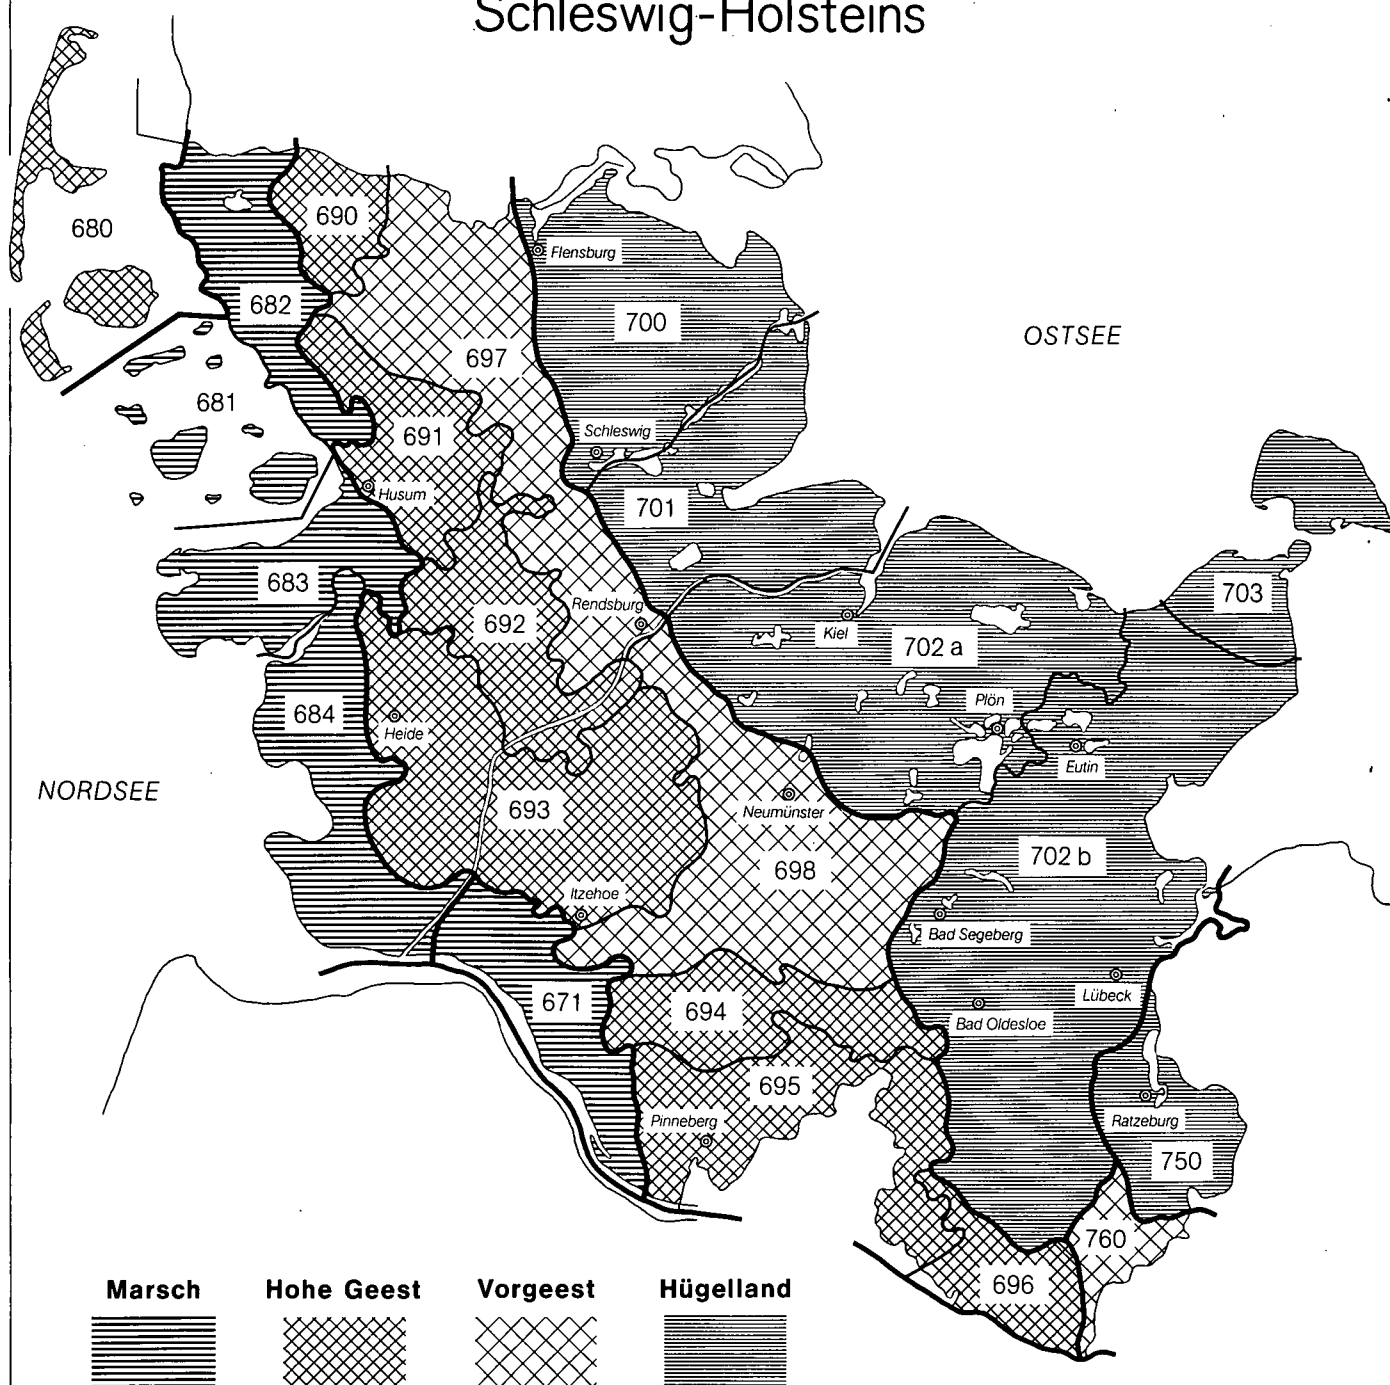 Schleswig-Holsteins
690
680
Flensburg
682
700
OSTSEE
697
681
691
Schleswig
Husum
701
683
703
692
Rendsburg
Kiel
702 a
Plön
684
Heide
Eutin
NORDSEE
693
Neumünster
702 b
698
Itzehoe
Bad Segeberg
671
694
Lübeck
Bad Oldesloe
695
Pinneberg
Ratzeburg
750
760
696
Marsch Hohe Geest Vorgeest Hügelland